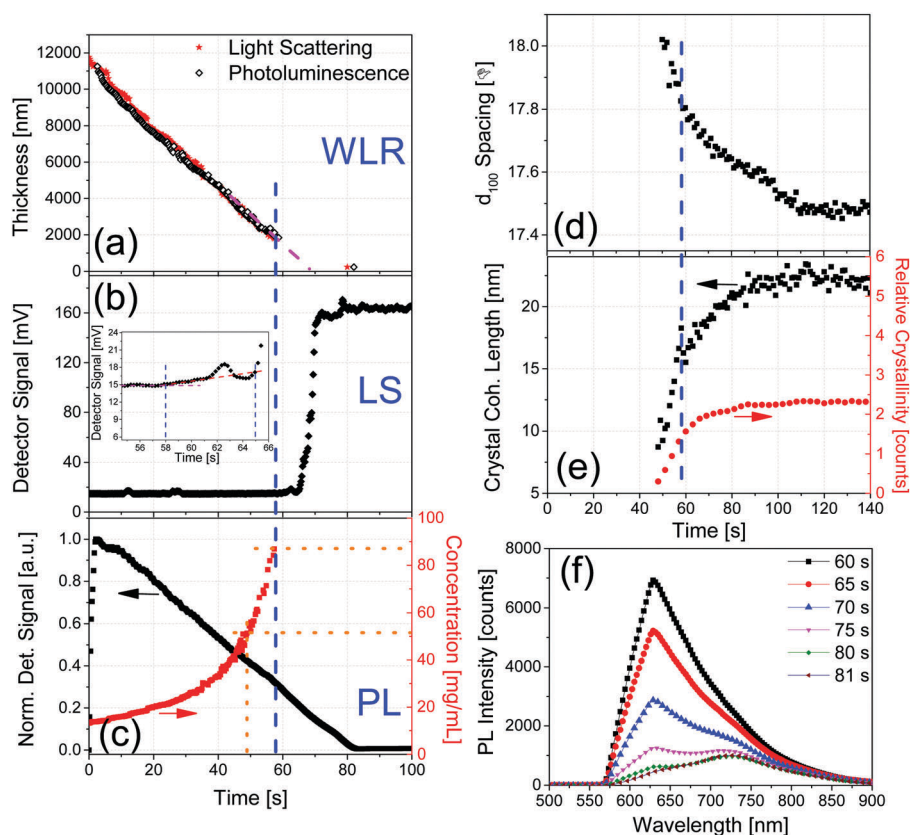 (a)
Light Scattering
Photoluminescence
WLR
Thickness [nm]
12000
10000
8000
6000
4000
2000
0
(b)
LS
Detector Signal [mV]
160
120
80
40
0
Detector Signal [mV]
24
21
18
15
12
9
56 58 60 62 64 66
Time [s]
(c)
PL
Norm. Det. Signal [a.u.]
1.0
0.8
0.6
0.4
0.2
0.0
Concentration [mg/mL]
100
80
60
40
20
0
0 20 40 60 80 100
Time [s]
(d)
d100 Spacing
18.0
17.8
17.6
17.4
(e)
Crystal Coh. Length [nm]
20
15
10
5
Relative Crystallinity
[counts]
6
5
4
3
2
1
0
0 20 40 60 80 100 120 140
Time [s]
(f)
60 s
65 s
70 s
75 s
80 s
81 s
PL Intensity [counts]
8000
6000
4000
2000
0
500 550 600 650 700 750 800 850 900
Wavelength [nm]